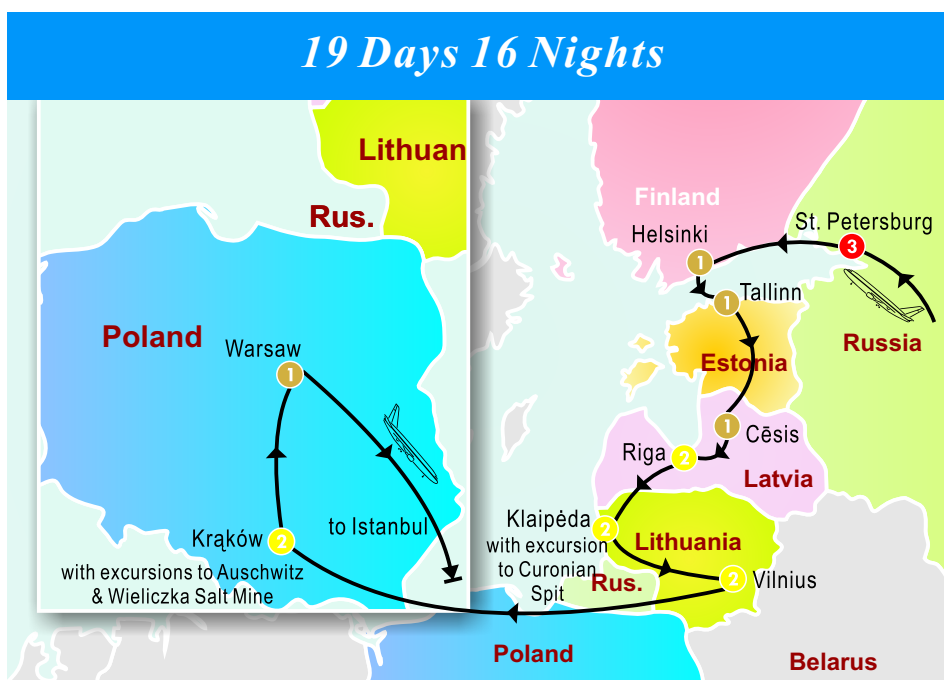 19 Days 16 Nights
Lithuan
Rus.
Poland
Warsaw
1
to Istanbul
Krąków
2
with excursions to Auschwitz
& Wieliczka Salt Mine
Finland
St. Petersburg
3
Helsinki
1
Tallinn
1
Russia
Estonia
Cēsis
1
Riga
2
Latvia
Klaipėda
2
with excursion
to Curonian
Spit
Lithuania
Rus.
2
Vilnius
Poland
Belarus